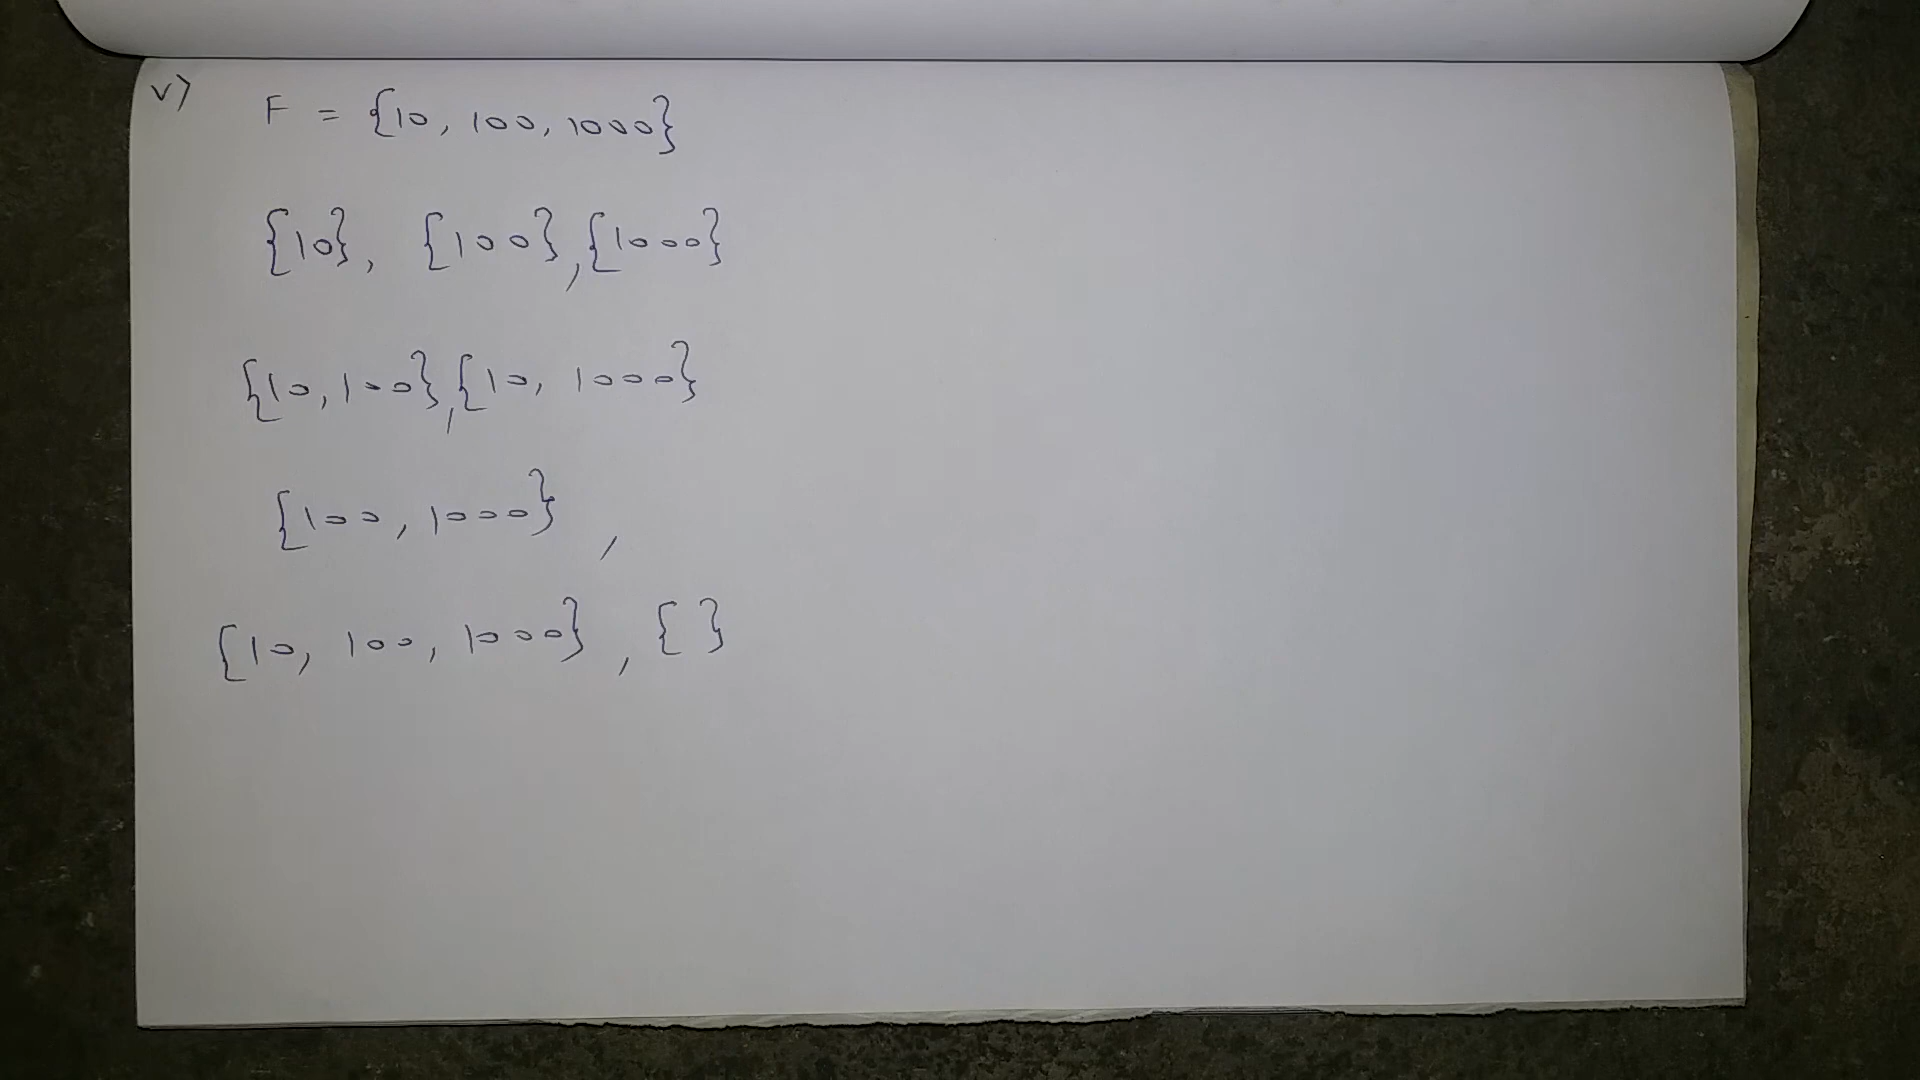 v) F = {10, 100, 1000}
{10}, {100}, {1000}
{10, 100}, {10, 1000}
{100, 1000} ,
{10, 100, 1000} , { }